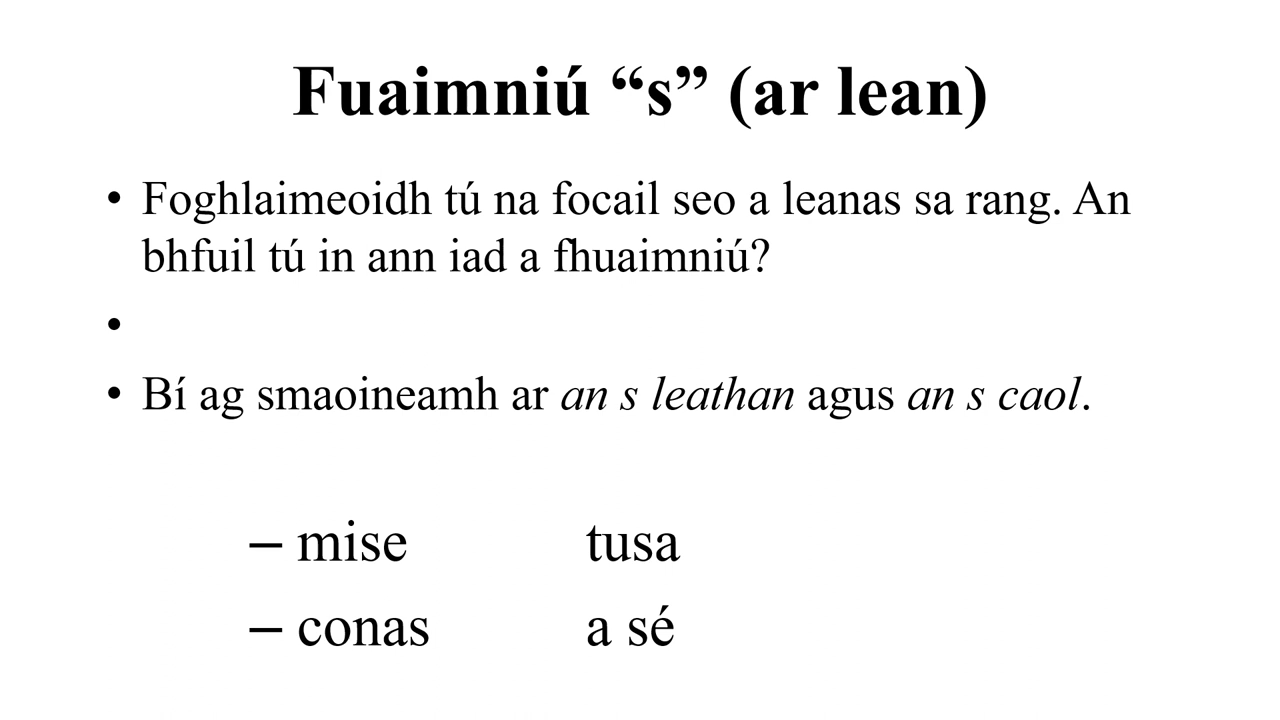 Fuaimniú “s” (ar lean)
• Foghlaimeoidh tú na focail seo a leanas sa rang. An
bhfuil tú in ann iad a fhuaimniú?
•
• Bí ag smaoineamh ar an s leathan agus an s caol.
– mise tusa
– conas a sé